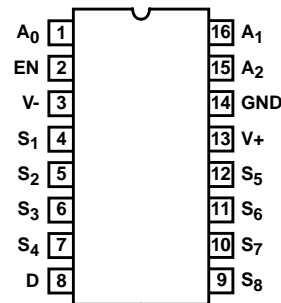 A0 1 16 A1
EN 2 15 A2
V- 3 14 GND
S1 4 13 V+
S2 5 12 S5
S3 6 11 S6
S4 7 10 S7
D 8 9 S8